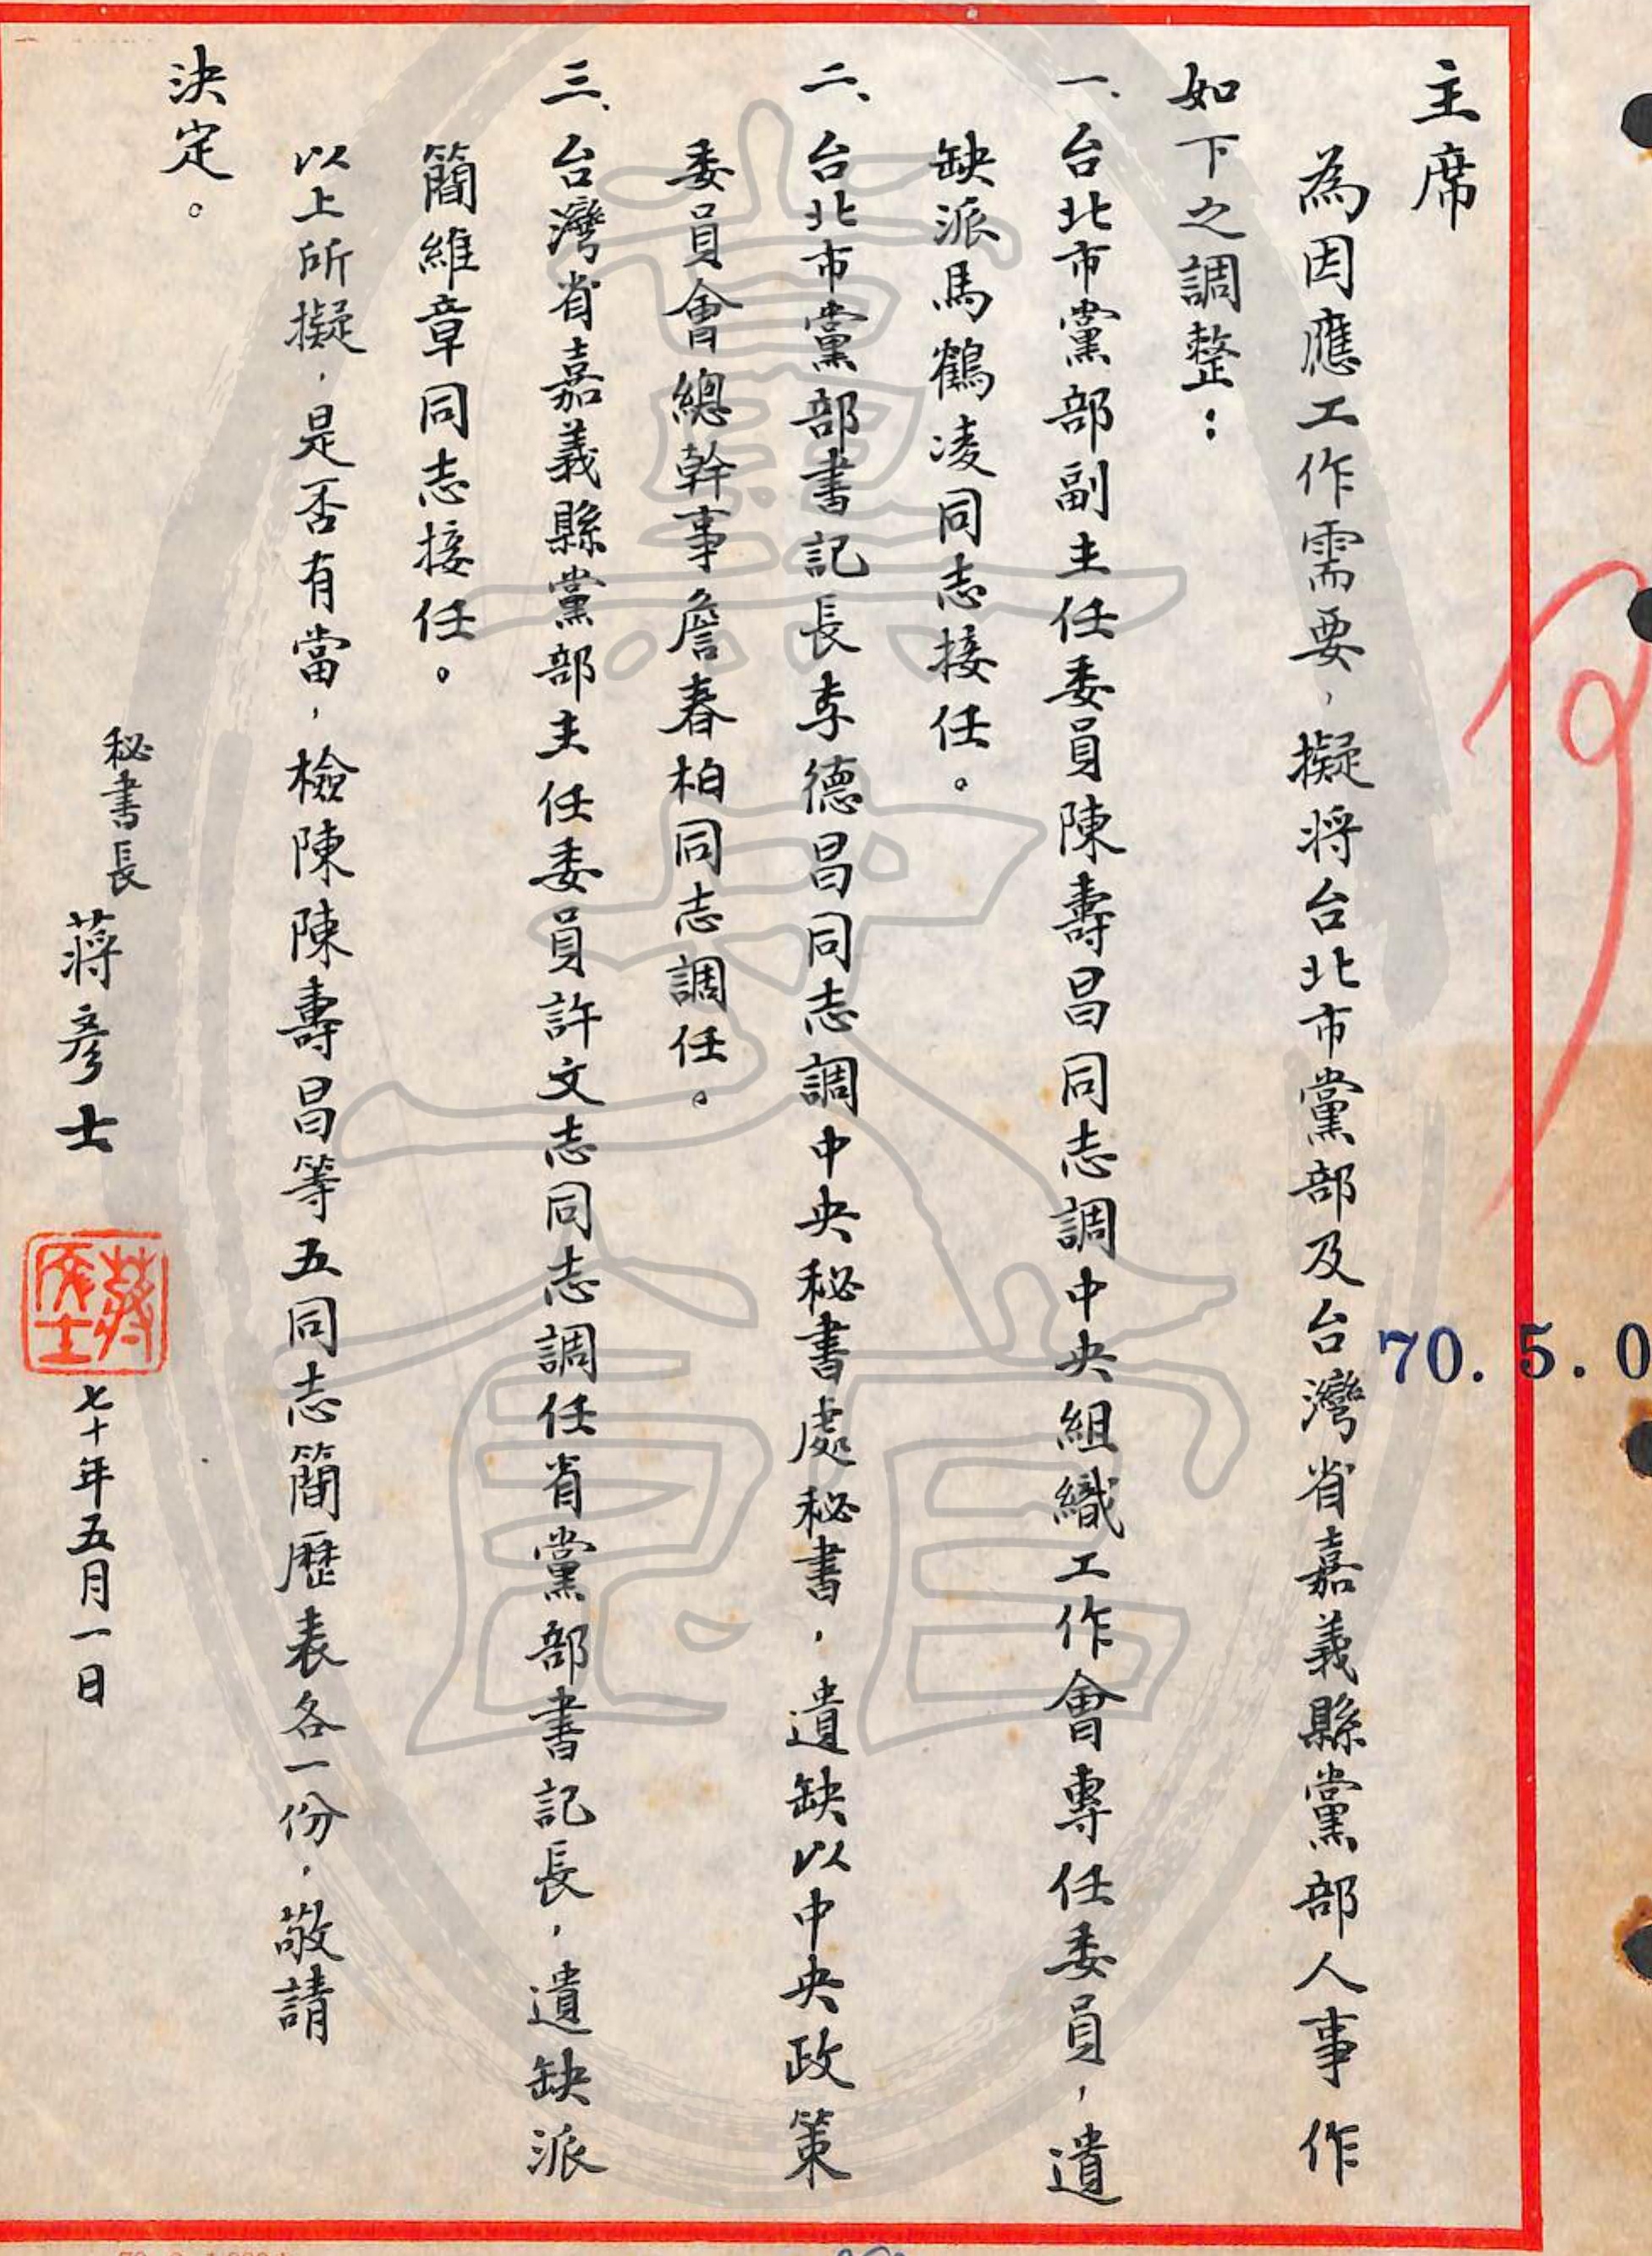 主席
為因應工作需要，擬將台北市黨部及台灣省嘉義縣黨部人事作
如下之調整：
一、台北市黨部副主任委員陳壽昌同志調中央組織工作會專任委員，遺
缺派馬鶴凌同志接任。
二、台北市黨部書記長李德昌同志調中央秘書處秘書，遺缺以中央政策
委員會總幹事詹春柏同志調任。
三、台灣省嘉義縣黨部主任委員許文志同志調任省黨部書記長，遺缺派
簡維章同志接任。
以上所擬，是否有當，檢陳陳壽昌等五同志簡歷表各一份，敬請
決定。
秘書長 蔣彥士
蔣彥士
七十年五月一日
70.5.0